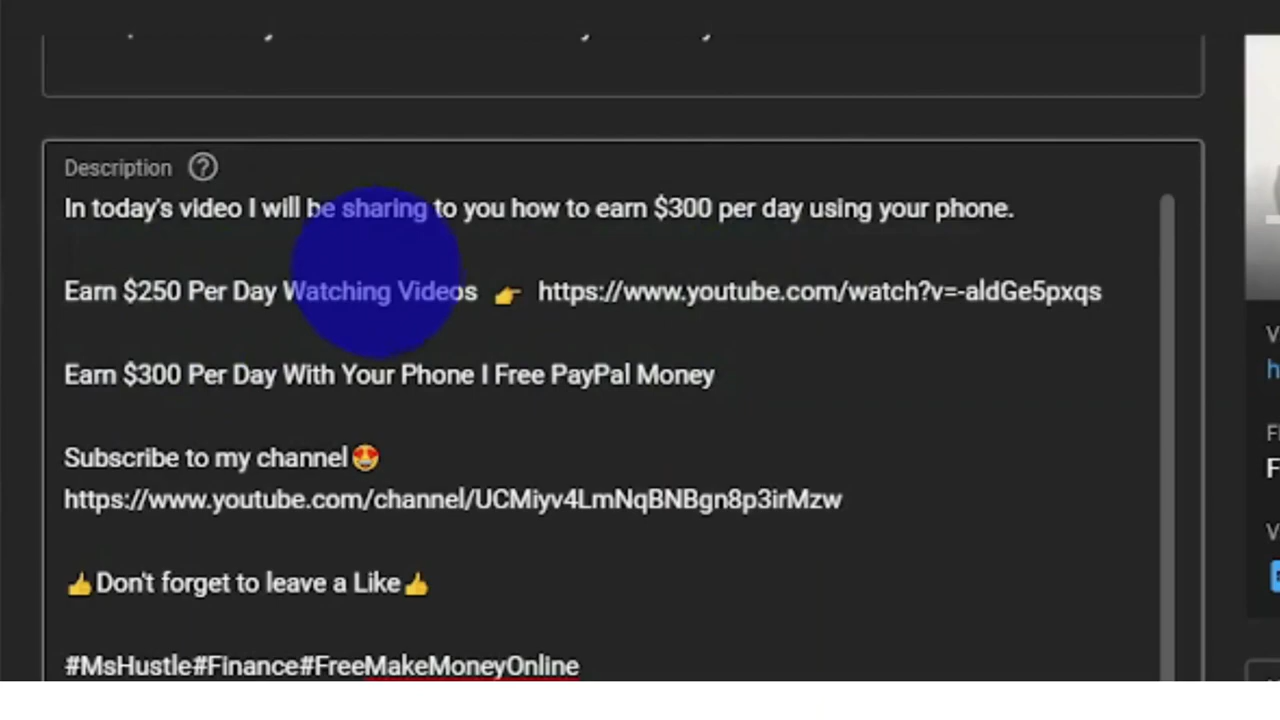 Description ?
In today's video I will be sharing to you how to earn $300 per day using your phone.
Earn $250 Per Day Watching Videos 👉 https://www.youtube.com/watch?v=-aldGe5pxqs
Earn $300 Per Day With Your Phone I Free PayPal Money
Subscribe to my channel😍
https://www.youtube.com/channel/UCMiyv4LmNqBNBgn8p3irMzw
👍Don't forget to leave a Like👍
#MsHustle#Finance#FreeMakeMoneyOnline